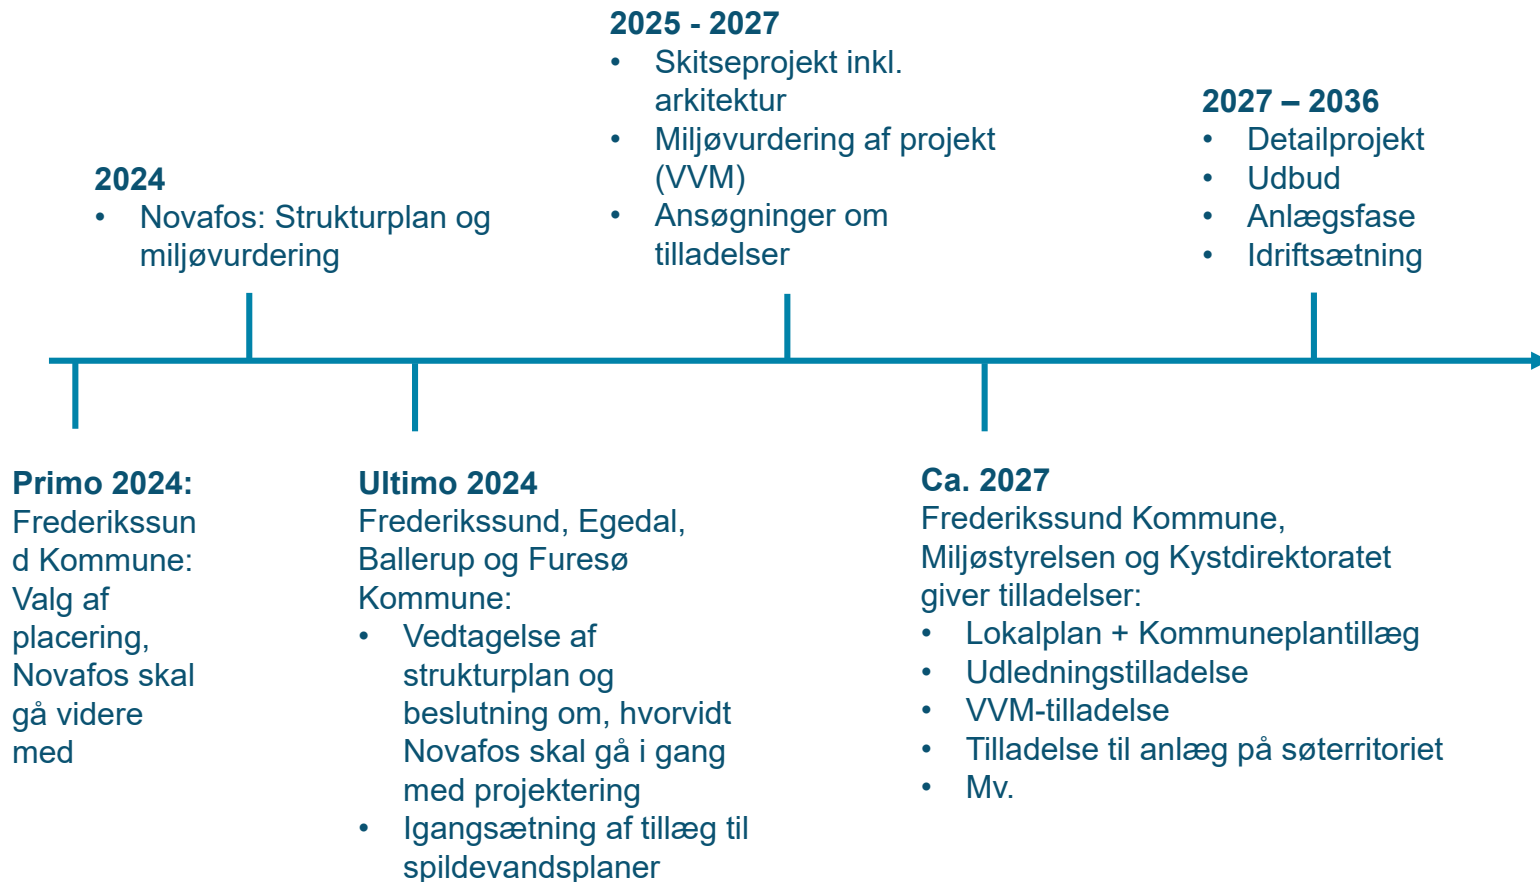 2024
• Novafos: Strukturplan og
miljøvurdering
2025 - 2027
• Skitseprojekt inkl.
arkitektur
• Miljøvurdering af projekt
(VVM)
• Ansøgninger om
tilladelser
2027 – 2036
• Detailprojekt
• Udbud
• Anlægsfase
• Idriftsætning
Primo 2024:
Frederikssun
d Kommune:
Valg af
placering,
Novafos skal
gå videre
med
Ultimo 2024
Frederikssund, Egedal,
Ballerup og Furesø
Kommune:
• Vedtagelse af
strukturplan og
beslutning om, hvorvidt
Novafos skal gå i gang
med projektering
• Igangsætning af tillæg til
spildevandsplaner
Ca. 2027
Frederikssund Kommune,
Miljøstyrelsen og Kystdirektoratet
giver tilladelser:
• Lokalplan + Kommuneplantillæg
• Udledningstilladelse
• VVM-tilladelse
• Tilladelse til anlæg på søterritoriet
• Mv.